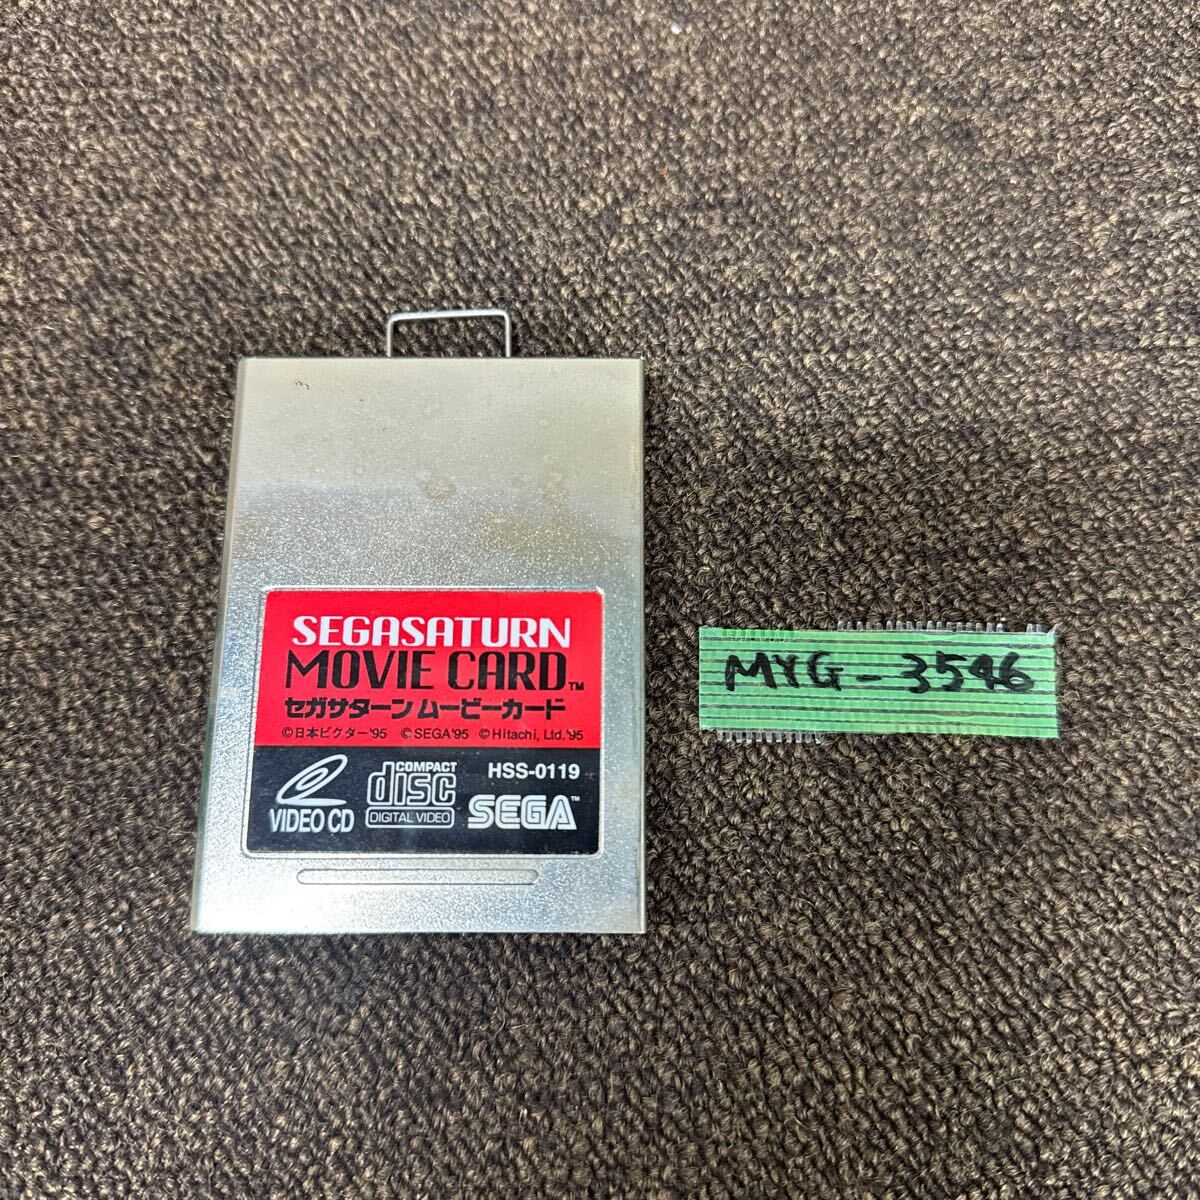 SEGASATURN
MOVIE CARD™
セガサターン ムービーカード
©日本ビクター'95 ©SEGA'95 ©Hitachi, Ltd.'95
HSS-0119
VIDEO CD
COMPACT
disc
DIGITAL VIDEO
SEGA™
MYG-3546